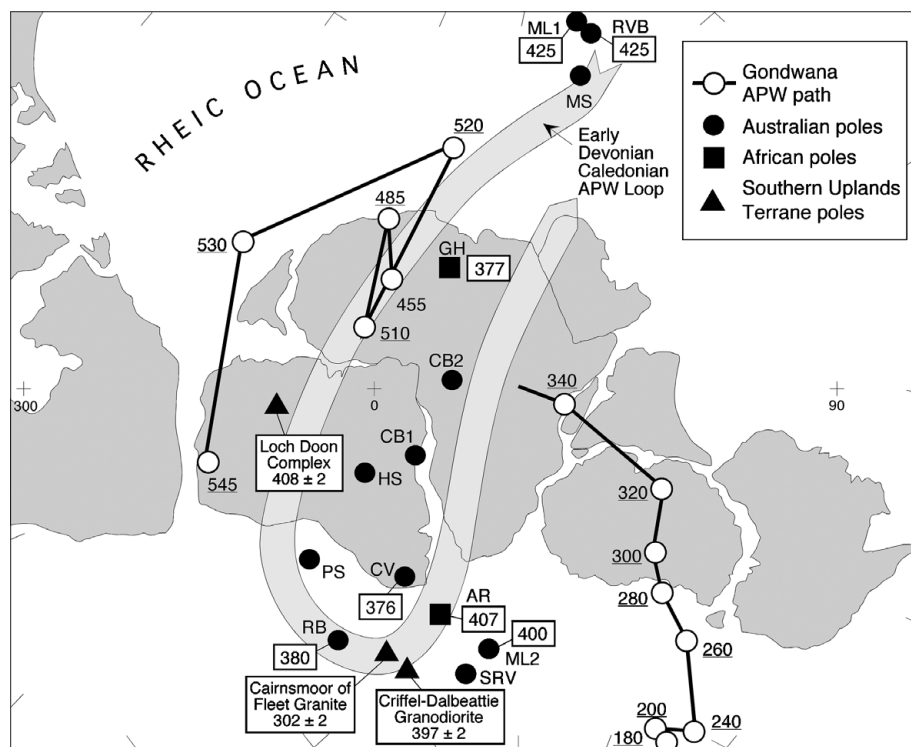 RHEIC OCEAN
ML1
425
RVB
425
MS
Gondwana
APW path
Australian poles
African poles
Southern Uplands
Terrane poles
520
Early
Devonian
Caledonian
APW Loop
485
530
GH
377
455
510
CB2
340
300
0
90
Loch Doon
Complex
408 ± 2
CB1
HS
545
320
300
PS
CV
376
280
AR
407
400
RB
380
ML2
260
SRV
Cairnsmoor of
Fleet Granite
302 ± 2
Criffel-Dalbeattie
Granodiorite
397 ± 2
200
240
180